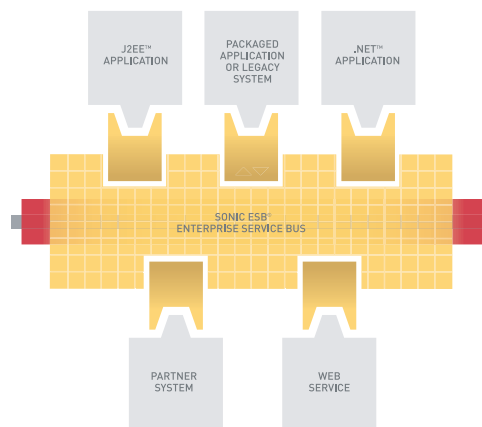 J2EE™
APPLICATION
PACKAGED
APPLICATION
OR LEGACY
SYSTEM
.NET™
APPLICATION
SONIC ESB®
ENTERPRISE SERVICE BUS
PARTNER
SYSTEM
WEB
SERVICE